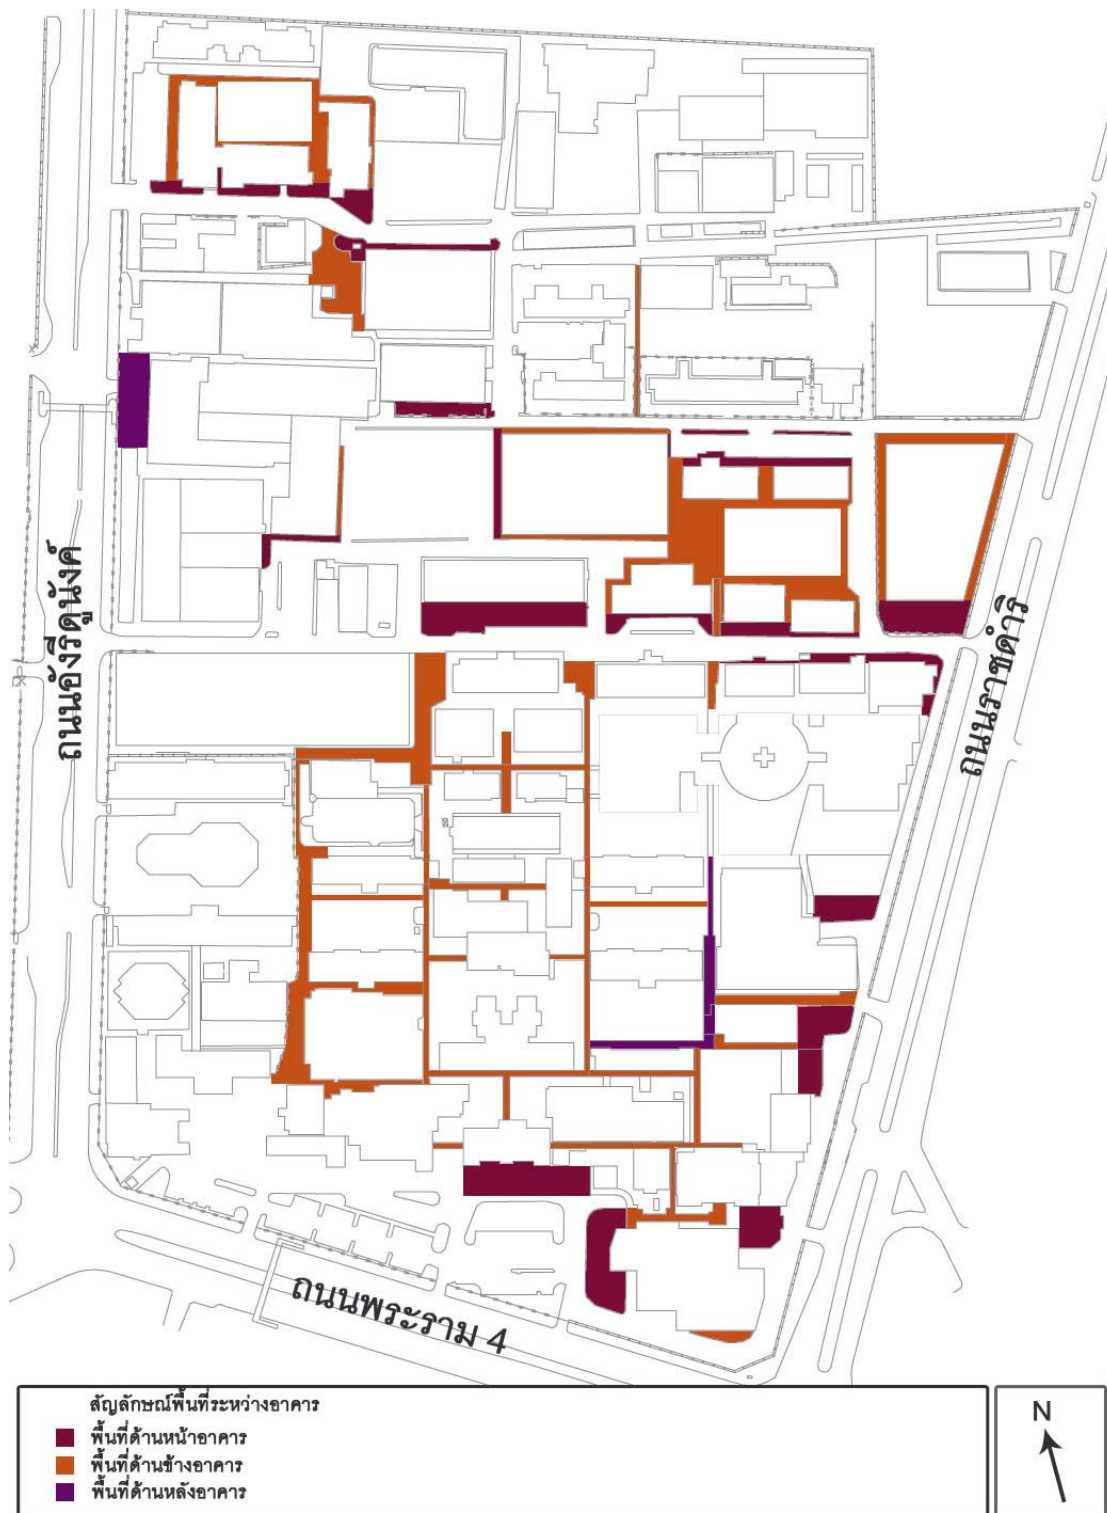 ถนนอังรีดูนังต์
ถนนราชดำริ
ถนนพระราม 4
สัญลักษณ์พื้นที่ระหว่างอาคาร
พื้นที่ด้านหน้าอาคาร
พื้นที่ด้านข้างอาคาร
พื้นที่ด้านหลังอาคาร
N